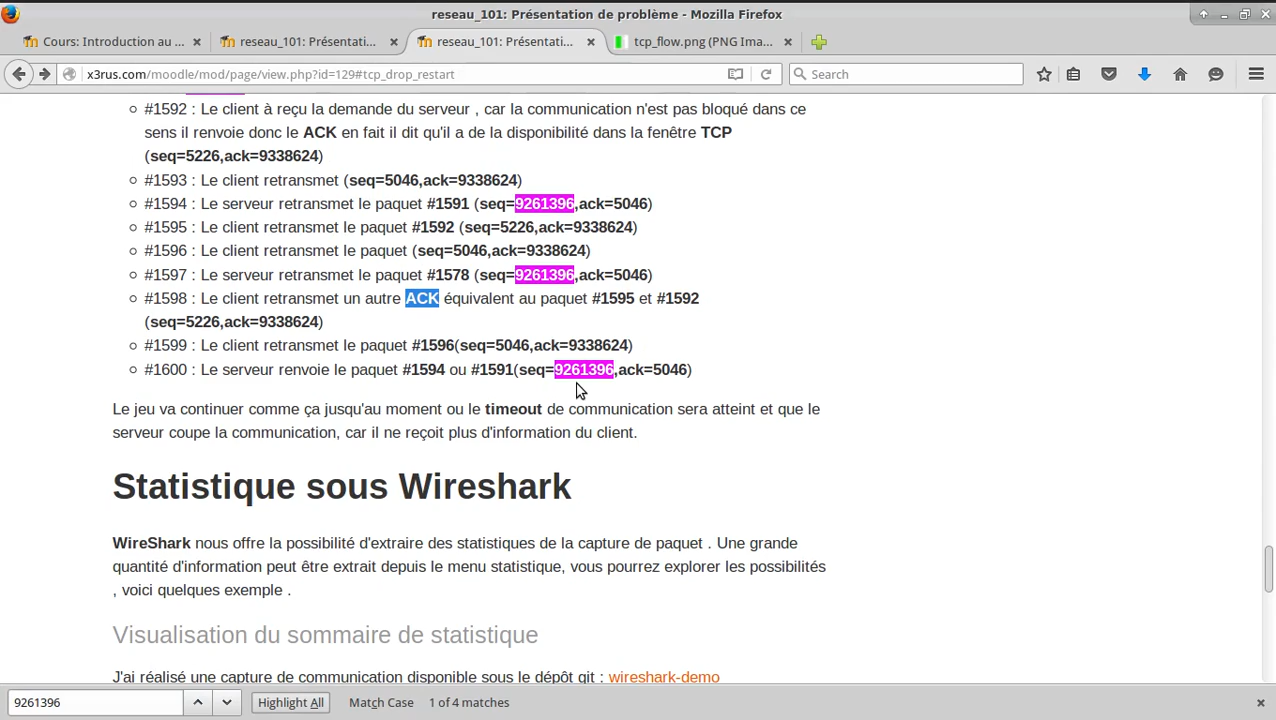 reseau_101: Présentation de problème - Mozilla Firefox
Cours: Introduction au ...
reseau_101: Présentati...
reseau_101: Présentati...
tcp_flow.png (PNG Ima...
x3rus.com/moodle/mod/page/view.php?id=129#tcp_drop_restart
Search
#1592 : Le client à reçu la demande du serveur , car la communication n'est pas bloqué dans ce
sens il renvoie donc le ACK en fait il dit qu'il a de la disponibilité dans la fenêtre TCP
(seq=5226,ack=9338624)
#1593 : Le client retransmet (seq=5046,ack=9338624)
#1594 : Le serveur retransmet le paquet #1591 (seq=9261396,ack=5046)
#1595 : Le client retransmet le paquet #1592 (seq=5226,ack=9338624)
#1596 : Le client retransmet le paquet (seq=5046,ack=9338624)
#1597 : Le serveur retransmet le paquet #1578 (seq=9261396,ack=5046)
#1598 : Le client retransmet un autre ACK équivalent au paquet #1595 et #1592
(seq=5226,ack=9338624)
#1599 : Le client retransmet le paquet #1596(seq=5046,ack=9338624)
#1600 : Le serveur renvoie le paquet #1594 ou #1591(seq=9261396,ack=5046)
Le jeu va continuer comme ça jusqu'au moment ou le timeout de communication sera atteint et que le
serveur coupe la communication, car il ne reçoit plus d'information du client.
Statistique sous Wireshark
WireShark nous offre la possibilité d'extraire des statistiques de la capture de paquet . Une grande
quantité d'information peut être extrait depuis le menu statistique, vous pourrez explorer les possibilités
, voici quelques exemple .
Visualisation du sommaire de statistique
J'ai réalisé une capture de communication disponible sous le dépôt git : wireshark-demo
9261396
Highlight All
Match Case
1 of 4 matches